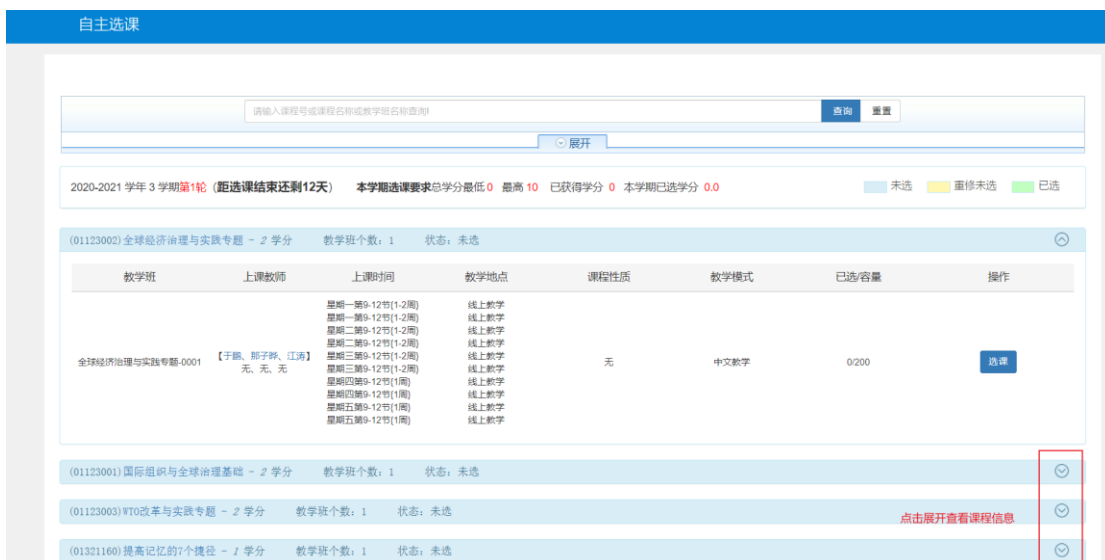 自主选课
请输入课程号或课程名称或教学班名称查询!
查询 重置
展开
2020-2021 学年 3 学期第1轮（距选课结束还剩12天） 本学期选课要求总学分最低 0 最高 10 已获得学分 0 本学期已选学分 0.0 未选 重修未选 已选
(01123002)全球经济治理与实践专题 - 2 学分 教学班个数：1 状态：未选
教学班 上课教师 上课时间 教学地点 课程性质 教学模式 已选/容量 操作
星期一第9-12节{1-2周} 线上教学
星期一第9-12节{1-2周} 线上教学
星期二第9-12节{1-2周} 线上教学
星期二第9-12节{1-2周} 线上教学
全球经济治理与实践专题-0001 【于鹏、邢子晔、江涛】 星期三第9-12节{1-2周} 线上教学 无 中文教学 0/200 选课
无、无、无 星期三第9-12节{1-2周} 线上教学
星期四第9-12节{1周} 线上教学
星期四第9-12节{1周} 线上教学
星期五第9-12节{1周} 线上教学
星期五第9-12节{1周} 线上教学
(01123001)国际组织与全球治理基础 - 2 学分 教学班个数：1 状态：未选
(01123003)WTO改革与实践专题 - 2 学分 教学班个数：1 状态：未选
点击展开查看课程信息
(01321160)提高记忆的7个捷径 - 1 学分 教学班个数：1 状态：未选